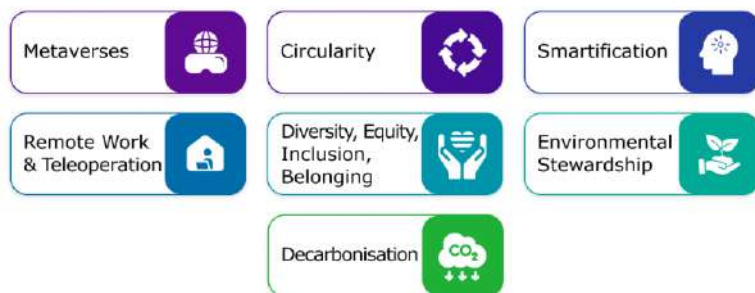 Metaverses
Circularity
Smartification
Remote Work
& Teleoperation
Diversity, Equity,
Inclusion,
Belonging
Environmental
Stewardship
Decarbonisation
CO₂